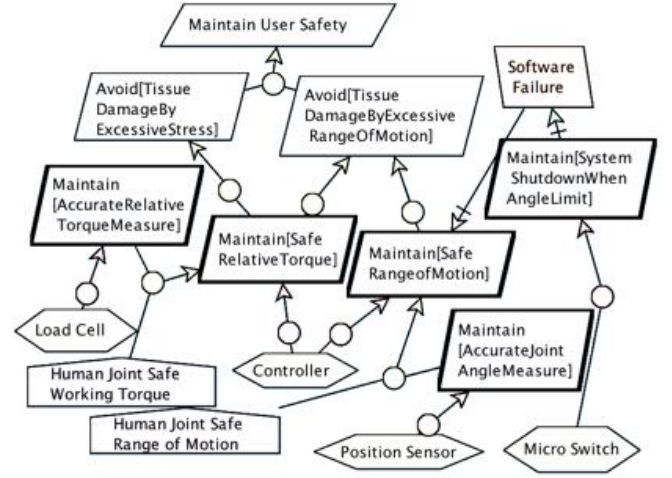 Maintain User Safety
Avoid[Tissue
DamageBy
ExcessiveStress]
Avoid[Tissue
DamageByExcessive
RangeOfMotion]
Software
Failure
Maintain
[AccurateRelative
TorqueMeasure]
Maintain[System
ShutdownWhen
AngleLimit]
Maintain[Safe
RelativeTorque]
Maintain[Safe
RangeofMotion]
Load Cell
Maintain
[AccurateJoint
AngleMeasure]
Human Joint Safe
Working Torque
Controller
Human Joint Safe
Range of Motion
Position Sensor
Micro Switch